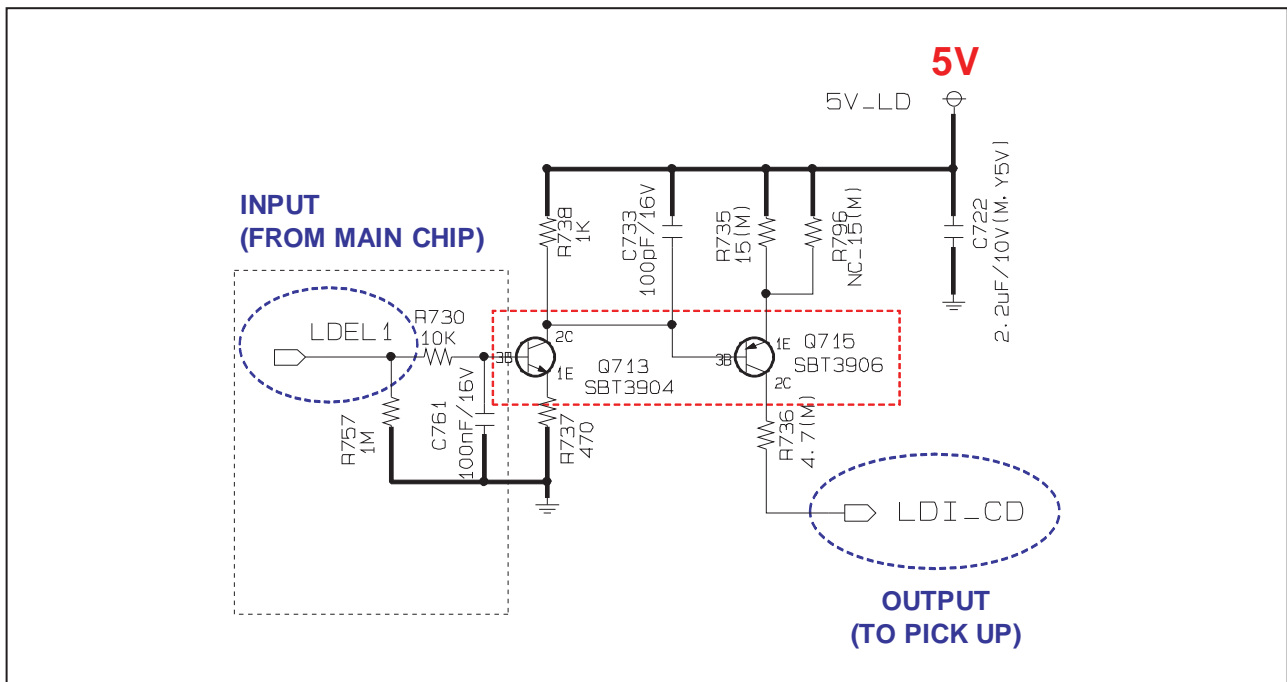 5V
5V_LD
INPUT
(FROM MAIN CHIP)
R738
1K
C733
100pF/16V
R735
15(M)
R796
NC_15(M)
C722
2.2uF/10V(M.Y5V)
LDEL1
R730
10K
3B
2C
1E
Q713
SBT3904
3B
1E
2C
Q715
SBT3906
R757
1M
C761
100nF/16V
R737
470
R736
4.7(M)
LDI_CD
OUTPUT
(TO PICK UP)